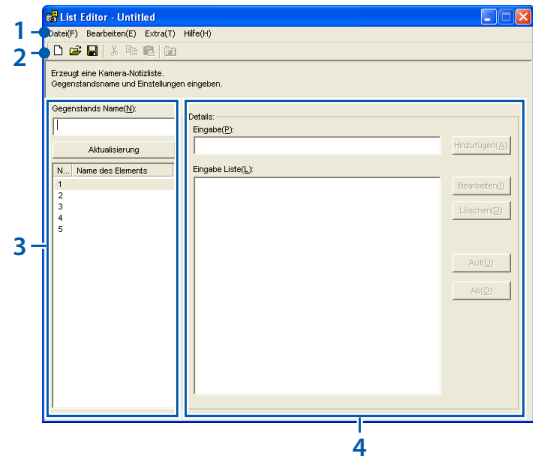 List Editor - Untitled
1
Datei(F) Bearbeiten(E) Extra(T) Hilfe(H)
2
Erzeugt eine Kamera-Notizliste.
Gegenstandsname und Einstellungen eingeben.
Gegenstands Name(N):
Aktualisierung
N... Name des Elements
1
2
3
4
5
3
Details:
Eingabe(P):
Hinzufügen(A)
Eingabe Liste(L):
Bearbeiten(I)
Löschen(D)
Auf(U)
Ab(O)
4